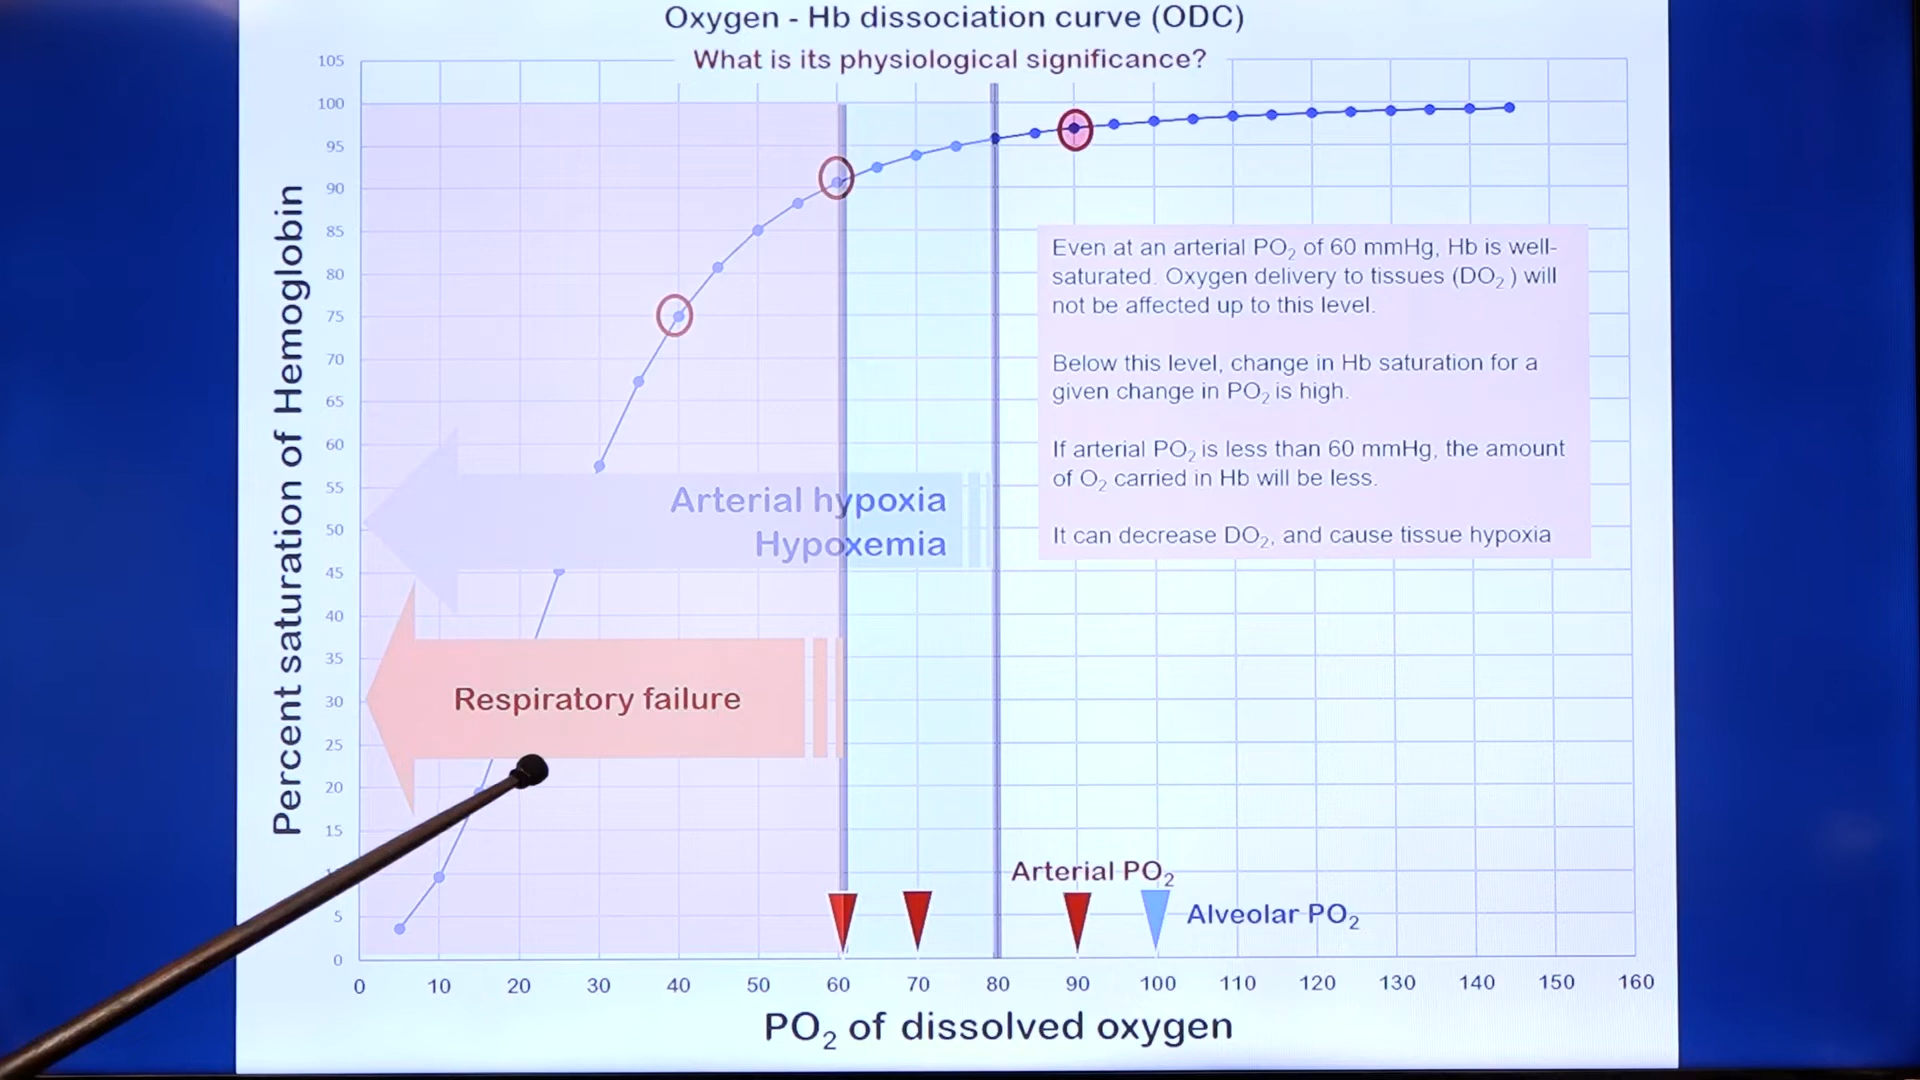 Oxygen - Hb dissociation curve (ODC)
What is its physiological significance?
105
100
95
90
85
80
75
70
65
60
55
50
45
40
35
30
25
20
15
5
0
Percent saturation of Hemoglobin
Even at an arterial PO₂ of 60 mmHg, Hb is well-
saturated. Oxygen delivery to tissues (DO₂ ) will
not be affected up to this level.
Below this level, change in Hb saturation for a
given change in PO₂ is high.
If arterial PO₂ is less than 60 mmHg, the amount
of O₂ carried in Hb will be less.
It can decrease DO₂, and cause tissue hypoxia
Arterial hypoxia
Hypoxemia
Respiratory failure
Arterial PO₂
Alveolar PO₂
0 10 20 30 40 50 60 70 80 90 100 110 120 130 140 150 160
PO₂ of dissolved oxygen